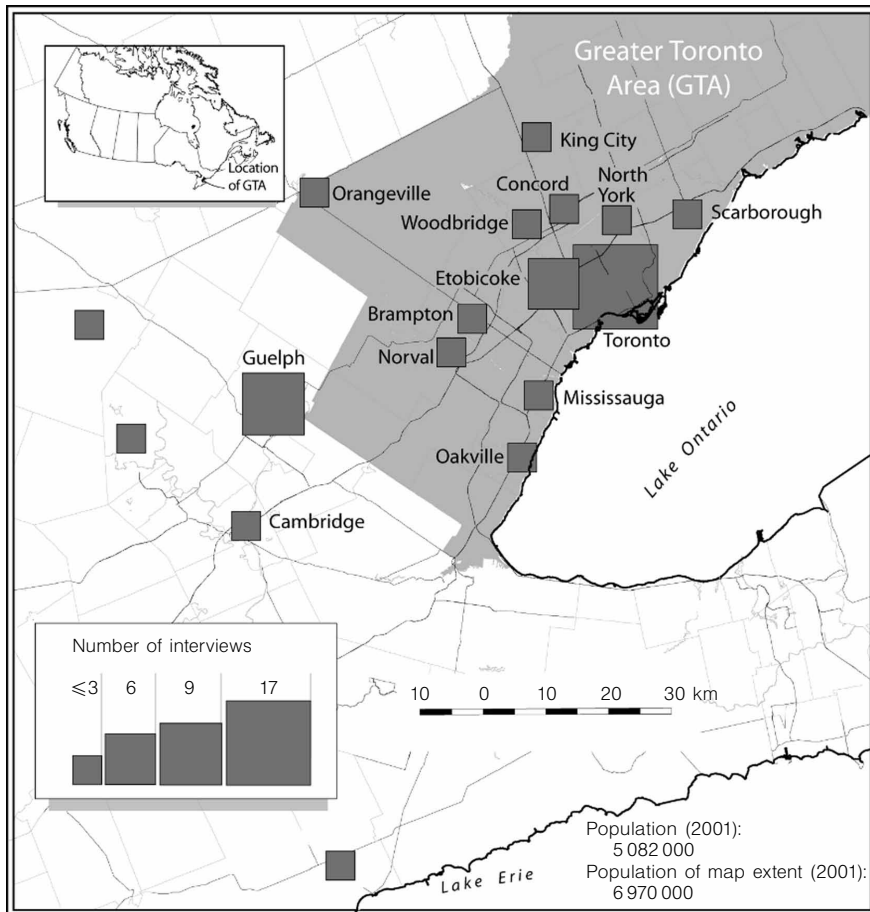 Greater Toronto
Area (GTA)
Location
of GTA
King City
Orangeville
Concord
North
York
Woodbridge
Scarborough
Etobicoke
Brampton
Toronto
Norval
Guelph
Mississauga
Oakville
Lake Ontario
Cambridge
Number of interviews
⩽3 6 9 17
10 0 10 20 30 km
Population (2001):
5 082 000
Population of map extent (2001):
6 970 000
Lake Erie